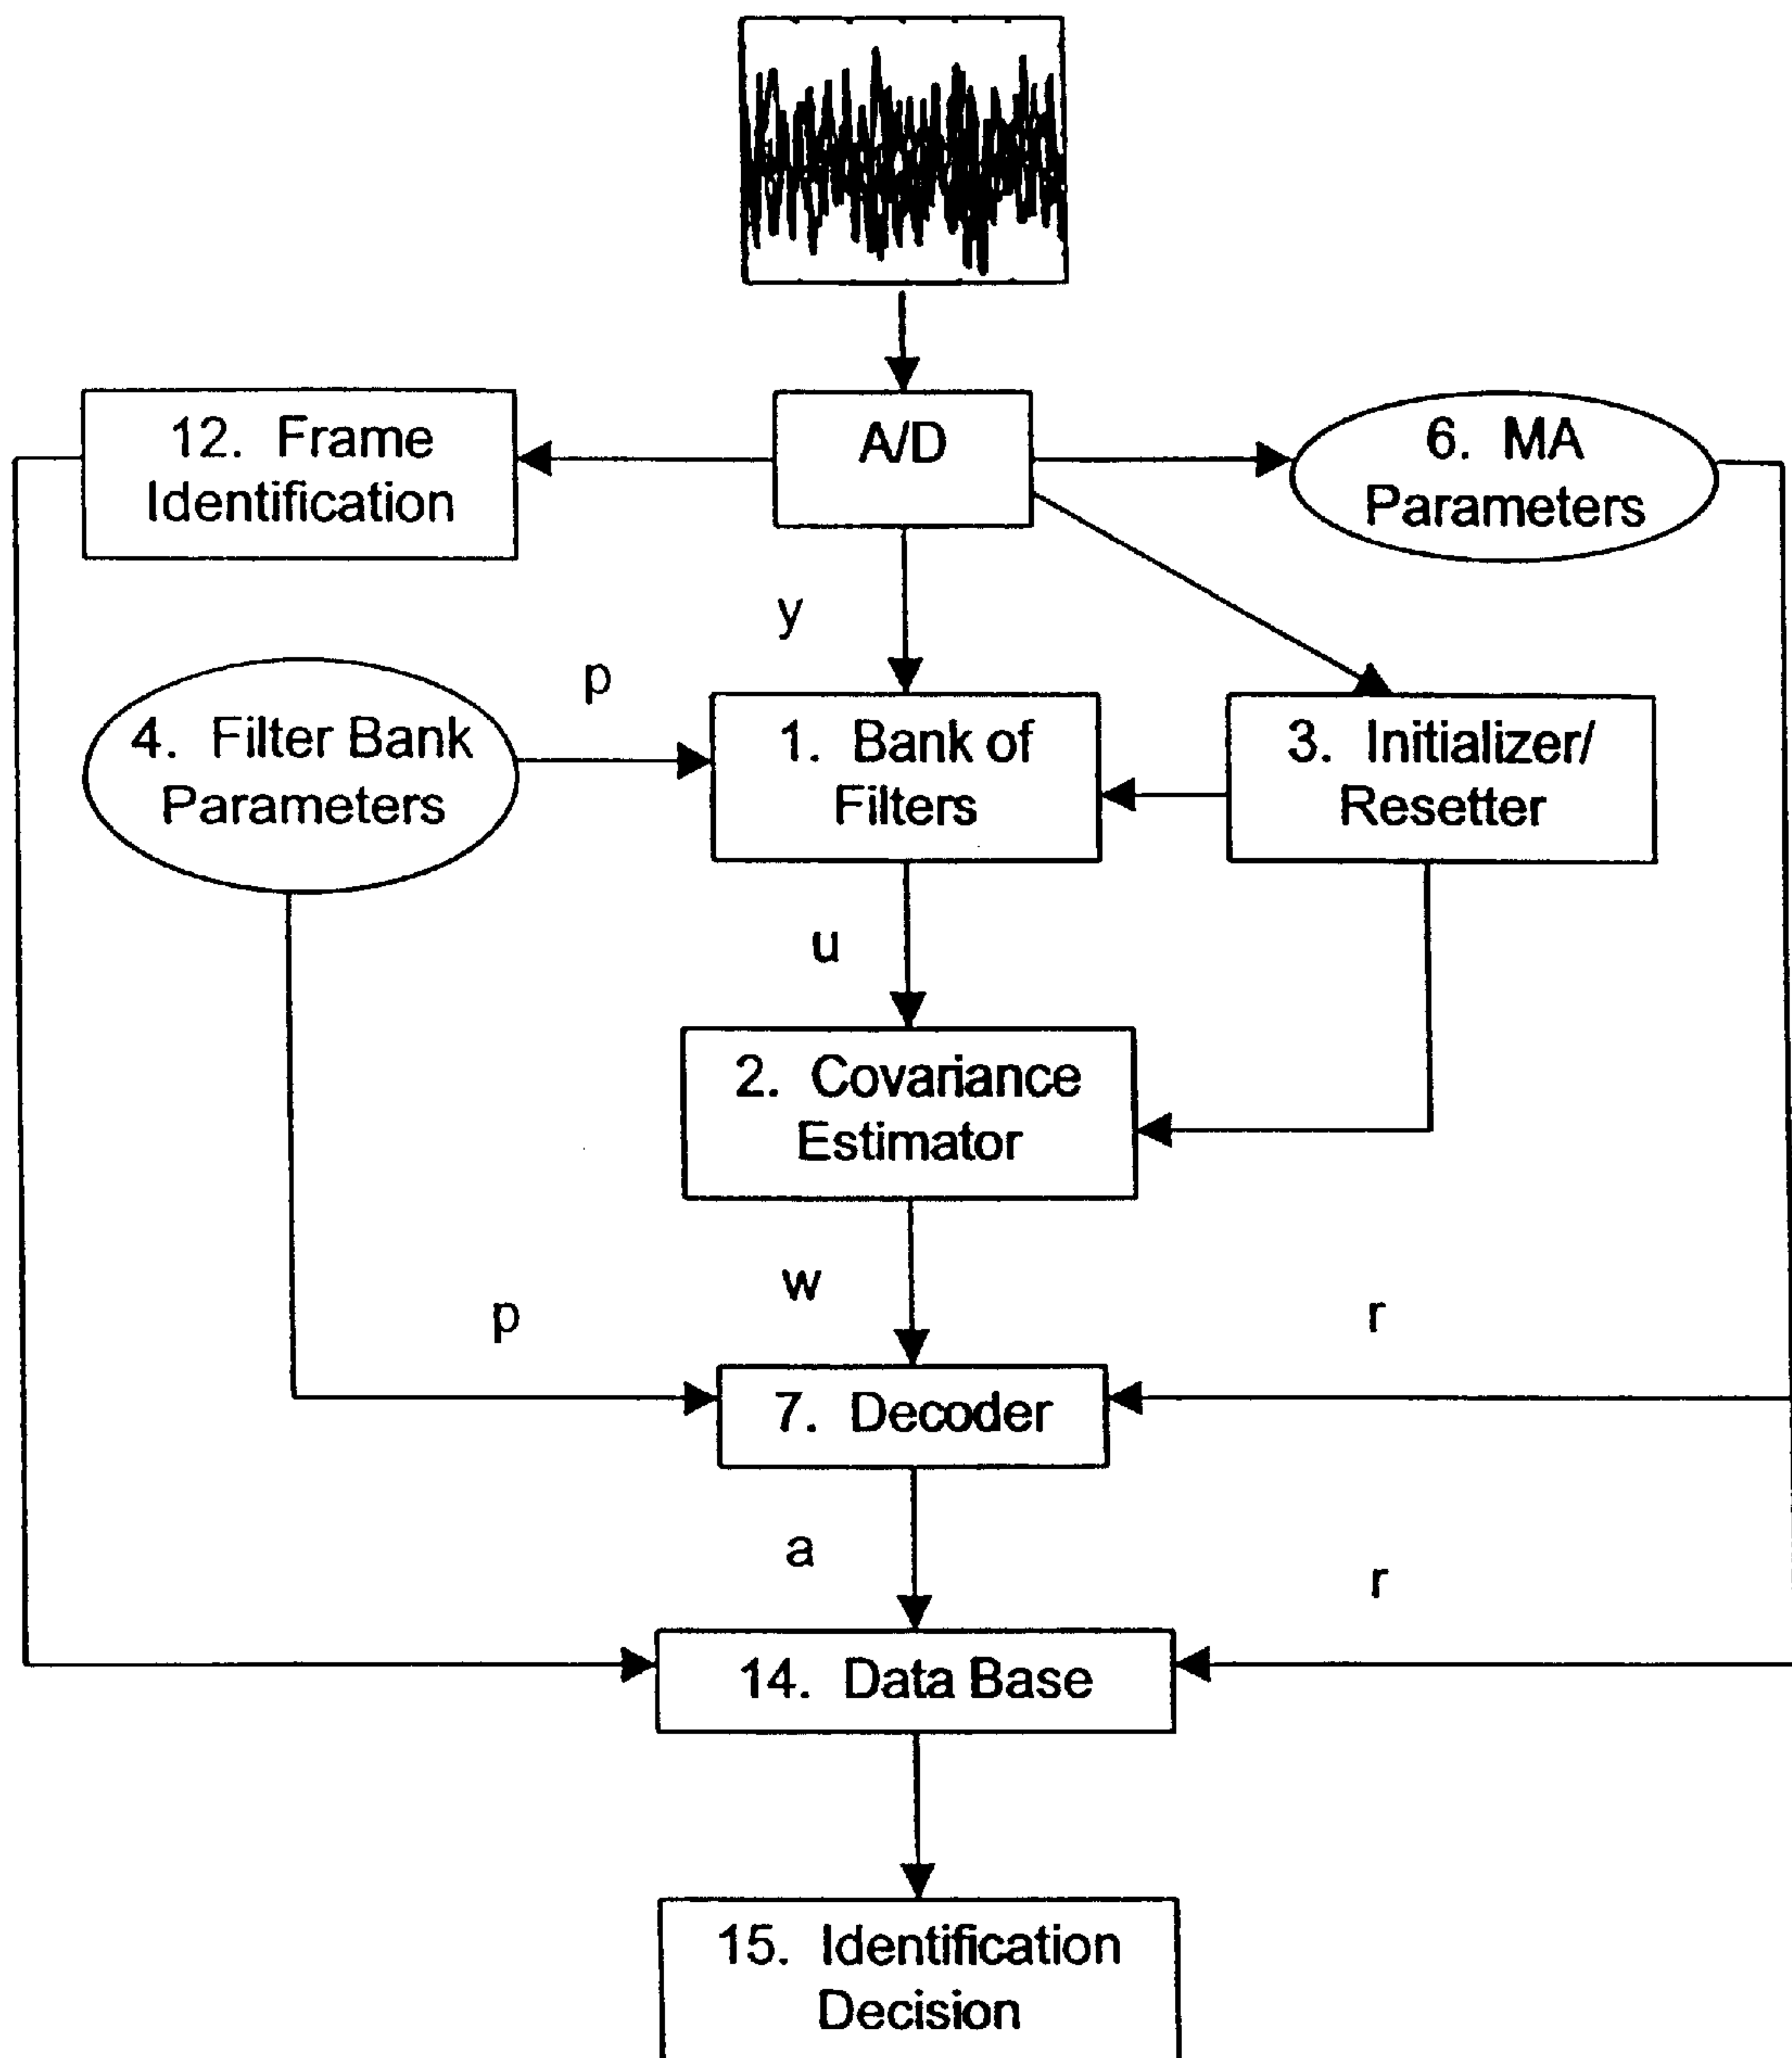 12. Frame
Identification
A/D
6. MA
Parameters
y
p
4. Filter Bank
Parameters
1. Bank of
Filters
3. Initializer/
Resetter
u
2. Covariance
Estimator
w
p
r
7. Decoder
a
r
14. Data Base
15. Identification
Decision